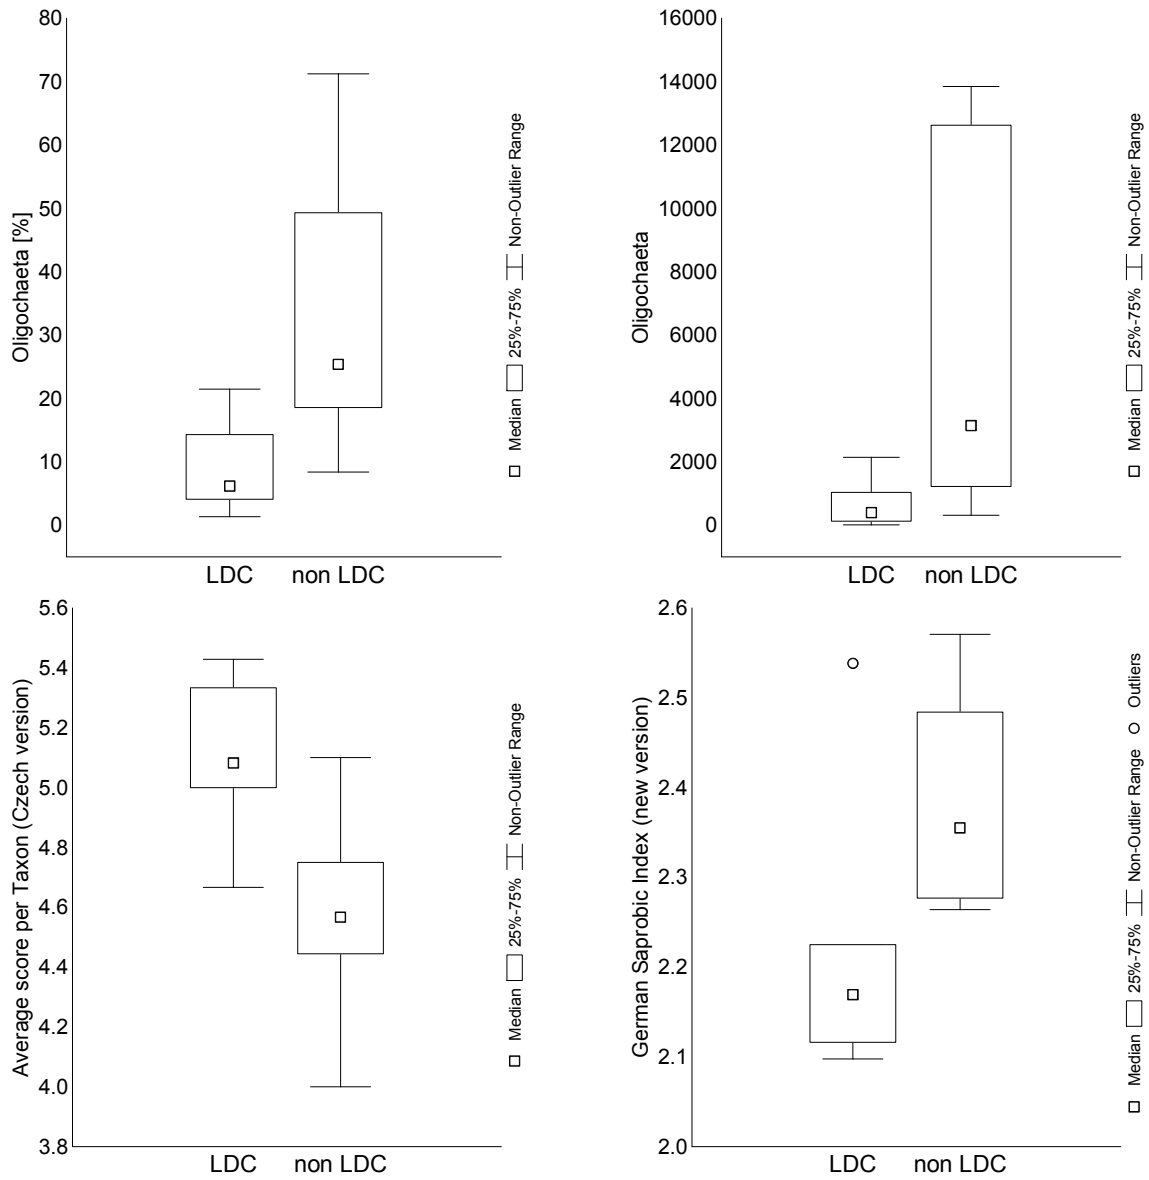 Oligochaeta [%]
80
70
60
50
40
30
20
10
0
LDC non LDC
Median 25%-75% Non-Outlier Range
Oligochaeta
16000
14000
12000
10000
8000
6000
4000
2000
0
LDC non LDC
Median 25%-75% Non-Outlier Range
Average score per Taxon (Czech version)
5.6
5.4
5.2
5.0
4.8
4.6
4.4
4.2
4.0
3.8
LDC non LDC
Median 25%-75% Non-Outlier Range
German Saprobic Index (new version)
2.6
2.5
2.4
2.3
2.2
2.1
2.0
LDC non LDC
Median 25%-75% Non-Outlier Range Outliers